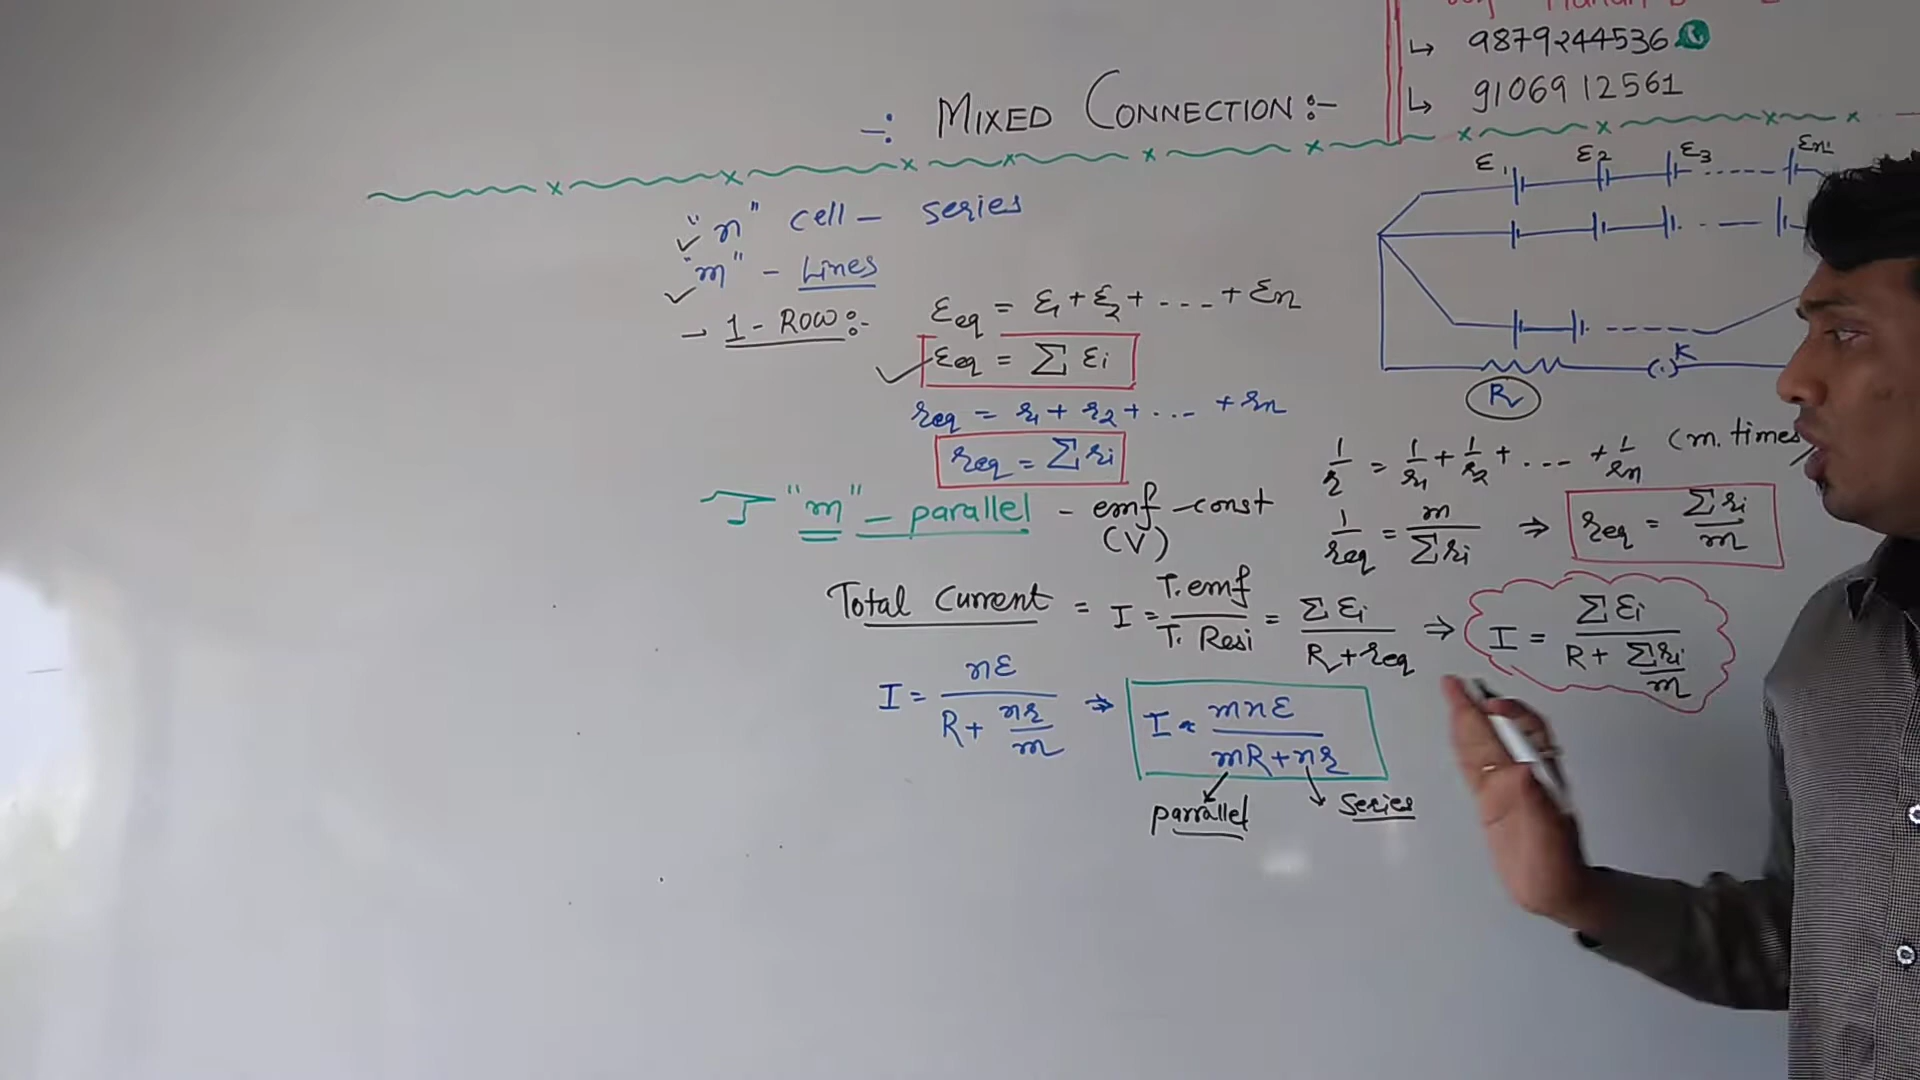 ↳ 9879244536
↳ 9106912561
-: MIXED CONNECTION:-
"n" cell - series
"m" - Lines
→ 1 - ROW:-
Ɛeq = Ɛ1 + Ɛ2 + ... + Ɛn
Ɛeq = ∑ Ɛi
req = r1 + r2 + ... + rn
req = ∑ ri
"m" - parallel - emf - const
(V)
Total Current = I = T. emf / T. Resi = ∑ Ɛi / R + req ⇒ I = ∑ Ɛi / R + ∑ri/m
I = nƐ / R + nr/m ⇒ I = mnƐ / mR + nr
parrallel
series
Ɛ1 Ɛ2 Ɛ3 Ɛn
K
R
1/r = 1/r1 + 1/r2 + ... + 1/rn (m. times
1/req = m/∑ri ⇒ req = ∑ri/m